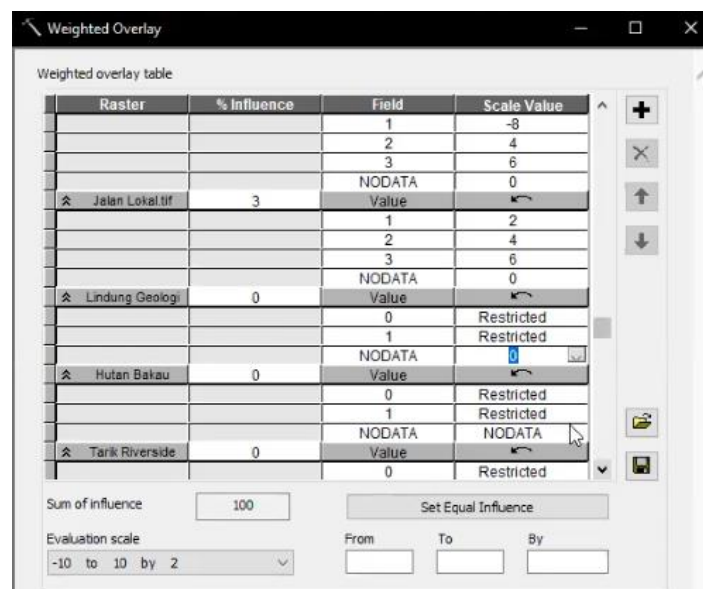 Weighted Overlay
Weighted overlay table
Raster % Influence Field Scale Value
1 -8
2 4
3 6
NODATA 0
Jalan Lokal.tif 3 Value
1 2
2 4
3 6
NODATA 0
Lindung Geologi 0 Value
0 Restricted
1 Restricted
NODATA 0
Hutan Bakau 0 Value
0 Restricted
1 Restricted
NODATA NODATA
Tarik Riverside 0 Value
0 Restricted
Sum of influence 100 Set Equal Influence
Evaluation scale From To By
-10 to 10 by 2